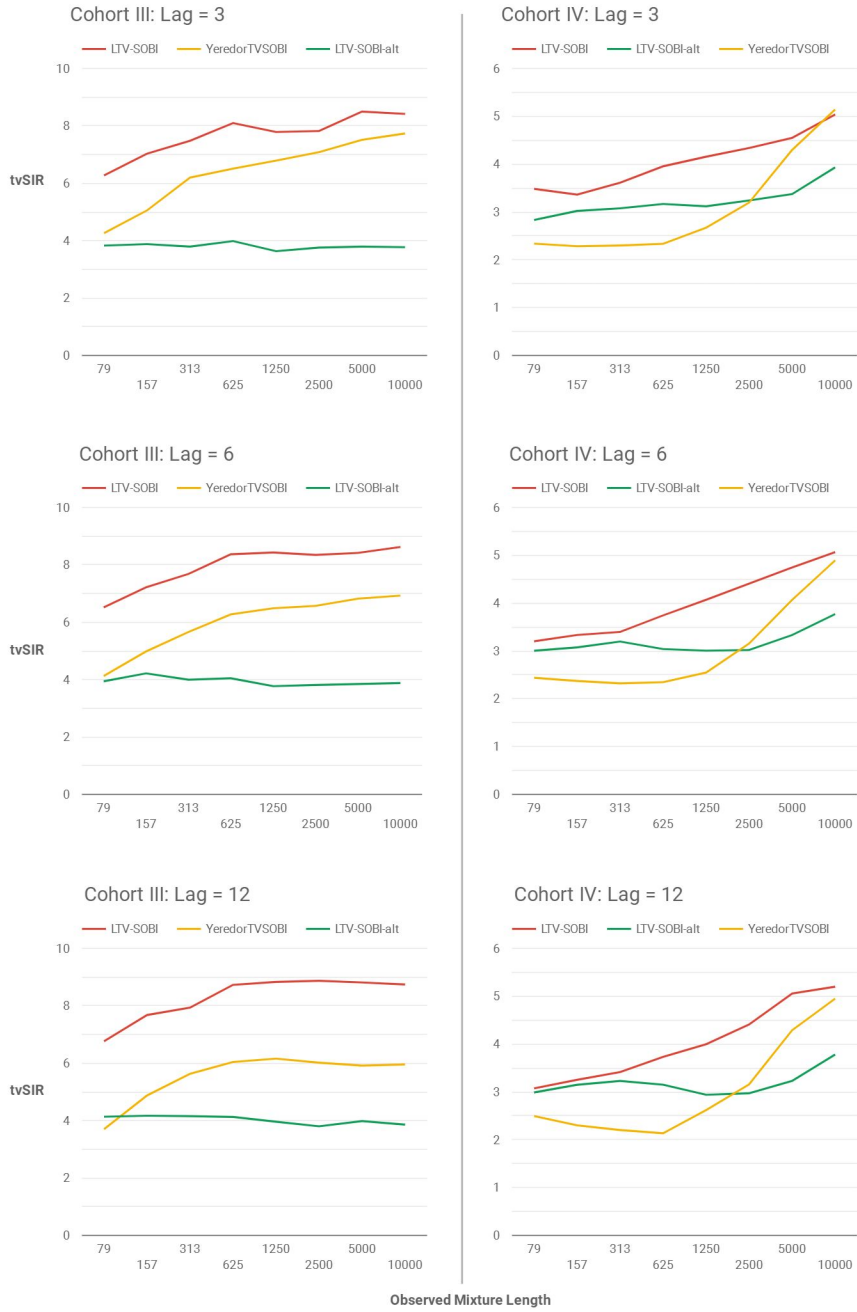 Cohort III: Lag = 3
LTV-SOBI YeredorTVSOBI LTV-SOBI-alt
10
8
6
4
2
0
tvSIR
79 313 1250 5000
157 625 2500 10000
Cohort IV: Lag = 3
LTV-SOBI LTV-SOBI-alt YeredorTVSOBI
6
5
4
3
2
1
0
79 313 1250 5000
157 625 2500 10000
Cohort III: Lag = 6
LTV-SOBI YeredorTVSOBI LTV-SOBI-alt
10
8
6
4
2
0
tvSIR
79 313 1250 5000
157 625 2500 10000
Cohort IV: Lag = 6
LTV-SOBI LTV-SOBI-alt YeredorTVSOBI
6
5
4
3
2
1
0
79 313 1250 5000
157 625 2500 10000
Cohort III: Lag = 12
LTV-SOBI YeredorTVSOBI LTV-SOBI-alt
10
8
6
4
2
0
tvSIR
79 313 1250 5000
157 625 2500 10000
Cohort IV: Lag = 12
LTV-SOBI LTV-SOBI-alt YeredorTVSOBI
6
5
4
3
2
1
0
79 313 1250 5000
157 625 2500 10000
Observed Mixture Length